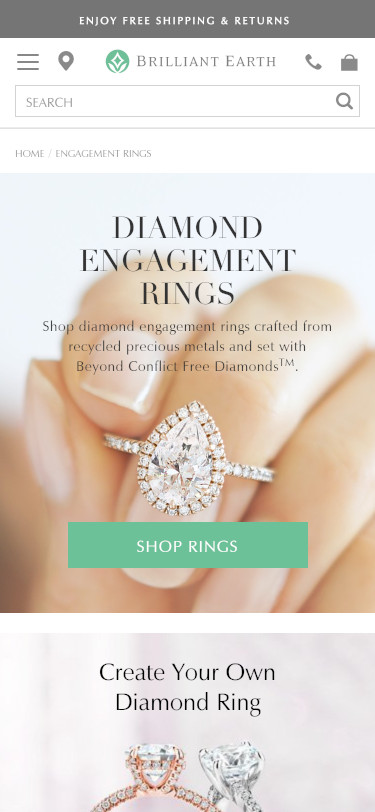 ENJOY FREE SHIPPING & RETURNS
BRILLIANT EARTH
SEARCH
HOME / ENGAGEMENT RINGS
DIAMOND
ENGAGEMENT
RINGS
Shop diamond engagement rings crafted from
recycled precious metals and set with
Beyond Conflict Free Diamonds™.
SHOP RINGS
Create Your Own
Diamond Ring